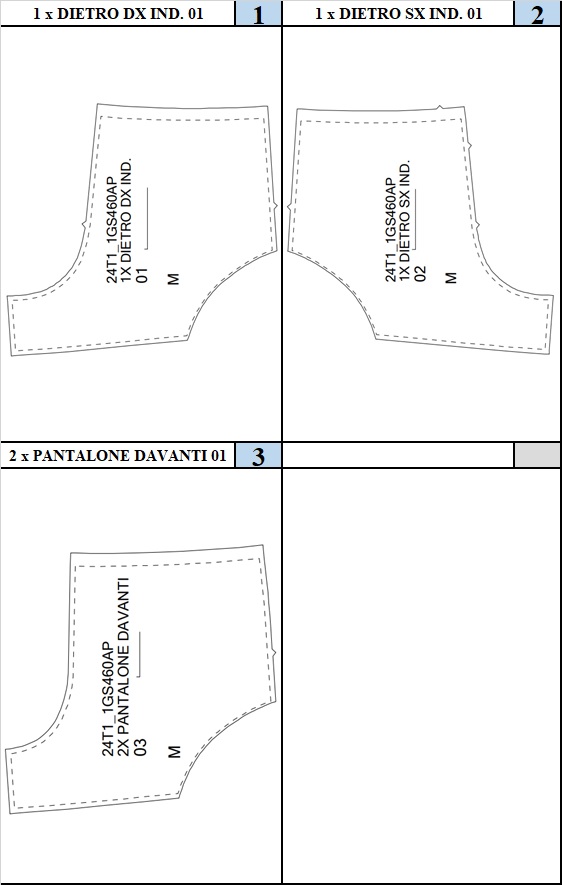 1 x DIETRO DX IND. 01
1
1 x DIETRO SX IND. 01
2
24T1_1GS460AP
1X DIETRO DX IND.
01
M
24T1_1GS460AP
1X DIETRO SX IND.
02
M
2 x PANTALONE DAVANTI 01
3
24T1_1GS460AP
2X PANTALONE DAVANTI
03
M